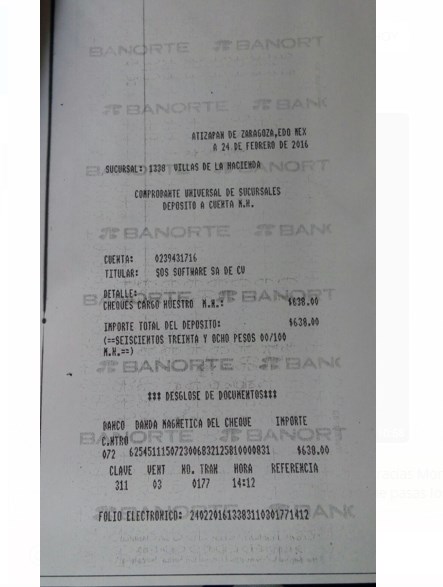 BANORTE BANORT
BANORTE BANK
ATIZAPAN DE ZARAGOZA,EDO MEX
A 24 DE FEBRERO DE 2016
SUCURSAL: 1338 VILLAS DE LA HACIENDA
COMPROBANTE UNIVERSAL DE SUCURSALES
DEPOSITO A CUENTA M.N.
BANORTE BANK
CUENTA: 0239431716
TITULAR: SOS SOFTWARE SA DE CV
DETALLE:
CHEQUES CARGO NUESTRO M.N.: $638.00
IMPORTE TOTAL DEL DEPOSITO: $638.00
(==SEISCIENTOS TREINTA Y OCHO PESOS 00/100
M.N.==)
BANORTE BANK
*** DESGLOSE DE DOCUMENTOS***
BANCO BANDA MAGNETICA DEL CHEQUE IMPORTE
C.NTRO
072 6254511150723006832125810000831 $638.00
CLAVE VENT NO. TRAN HORA REFERENCIA
311 03 0177 14:12
BANORTE BANK
FOLIO ELECTRONICO: 2402201613383110301771412